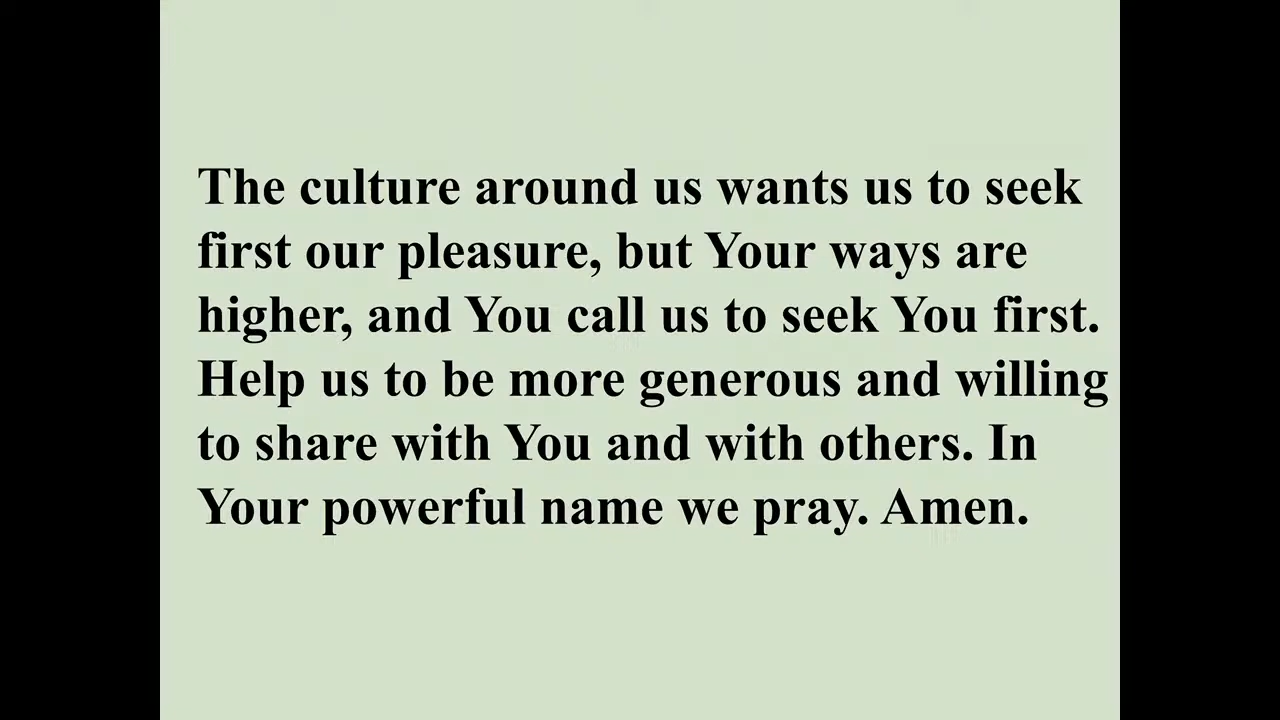 The culture around us wants us to seek
first our pleasure, but Your ways are
higher, and You call us to seek You first.
Help us to be more generous and willing
to share with You and with others. In
Your powerful name we pray. Amen.